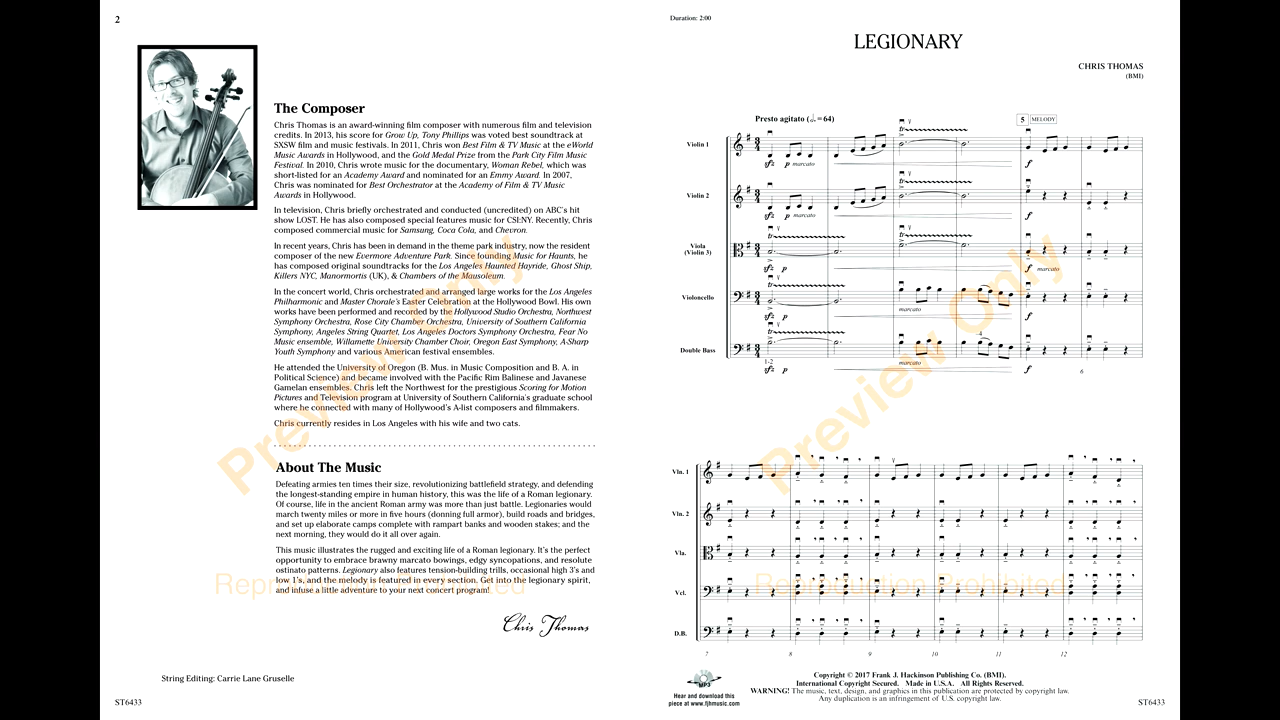 2
The Composer
Chris Thomas is an award-winning film composer with numerous film and television
credits. In 2013, his score for Grow Up, Tony Phillips was voted best soundtrack at
SXSW film and music festivals. In 2011, Chris won Best Film & TV Music at the eWorld
Music Awards in Hollywood, and the Gold Medal Prize from the Park City Film Music
Festival. In 2010, Chris wrote music for the documentary, Woman Rebel, which was
short-listed for an Academy Award and nominated for an Emmy Award. In 2007,
Chris was nominated for Best Orchestrator at the Academy of Film & TV Music
Awards in Hollywood.
In television, Chris briefly orchestrated and conducted (uncredited) on ABC's hit
show LOST. He has also composed special features music for CSI:NY. Recently, Chris
composed commercial music for Samsung, Coca Cola, and Chevron.
In recent years, Chris has been in demand in the theme park industry, now the resident
composer of the new Evermore Adventure Park. Since founding Music for Haunts, he
has composed original soundtracks for the Los Angeles Haunted Hayride, Ghost Ship,
Killers NYC, Manormortis (UK), & Chambers of the Mausoleum.
In the concert world, Chris orchestrated and arranged large works for the Los Angeles
Philharmonic and Master Chorale's Easter Celebration at the Hollywood Bowl. His own
works have been performed and recorded by the Hollywood Studio Orchestra, Northwest
Symphony Orchestra, Rose City Chamber Orchestra, University of Southern California
Symphony, Angeles String Quartet, Los Angeles Doctors Symphony Orchestra, Fear No
Music ensemble, Willamette University Chamber Choir, Oregon East Symphony, A-Sharp
Youth Symphony and various American festival ensembles.
He attended the University of Oregon (B. Mus. in Music Composition and B. A. in
Political Science) and became involved with the Pacific Rim Balinese and Javanese
Gamelan ensembles. Chris left the Northwest for the prestigious Scoring for Motion
Pictures and Television program at University of Southern California's graduate school
where he connected with many of Hollywood's A-list composers and filmmakers.
Chris currently resides in Los Angeles with his wife and two cats.
About The Music
Defeating armies ten times their size, revolutionizing battlefield strategy, and defending
the longest-standing empire in human history, this was the life of a Roman legionary.
Of course, life in the ancient Roman army was more than just battle. Legionaries would
march twenty miles or more in five hours (donning full armor), build roads and bridges,
and set up elaborate camps complete with rampart banks and wooden stakes; and the
next morning, they would do it all over again.
This music illustrates the rugged and exciting life of a Roman legionary. It's the perfect
opportunity to embrace brawny marcato bowings, edgy syncopations, and resolute
ostinato patterns. Legionary also features tension-building trills, occasional high 3's and
low 1's, and the melody is featured in every section. Get into the legionary spirit,
and infuse a little adventure to your next concert program!
Chris Thomas
String Editing: Carrie Lane Gruselle
ST6433
Preview Only
Reproduction Prohibited
Duration: 2:00
LEGIONARY
CHRIS THOMAS
(BMI)
Presto agitato (𝅗𝅥. = 64)
5 MELODY
Violin 1
sfz p marcato f
Violin 2
sfz p marcato f
Viola
(Violin 3)
sfz p f marcato
Violoncello
marcato
sfz p f
Double Bass
4
1-2 marcato
sfz p f 6
Vln. 1
Vln. 2
Vla.
Vcl.
D.B.
7 8 9 10 11 12
Preview Only
Reproduction Prohibited
MP3
Hear and download this
piece at www.fjhmusic.com
Copyright © 2017 Frank J. Hackinson Publishing Co. (BMI).
International Copyright Secured. Made in U.S.A. All Rights Reserved.
WARNING! The music, text, design, and graphics in this publication are protected by copyright law.
Any duplication is an infringement of U.S. copyright law.
ST6433